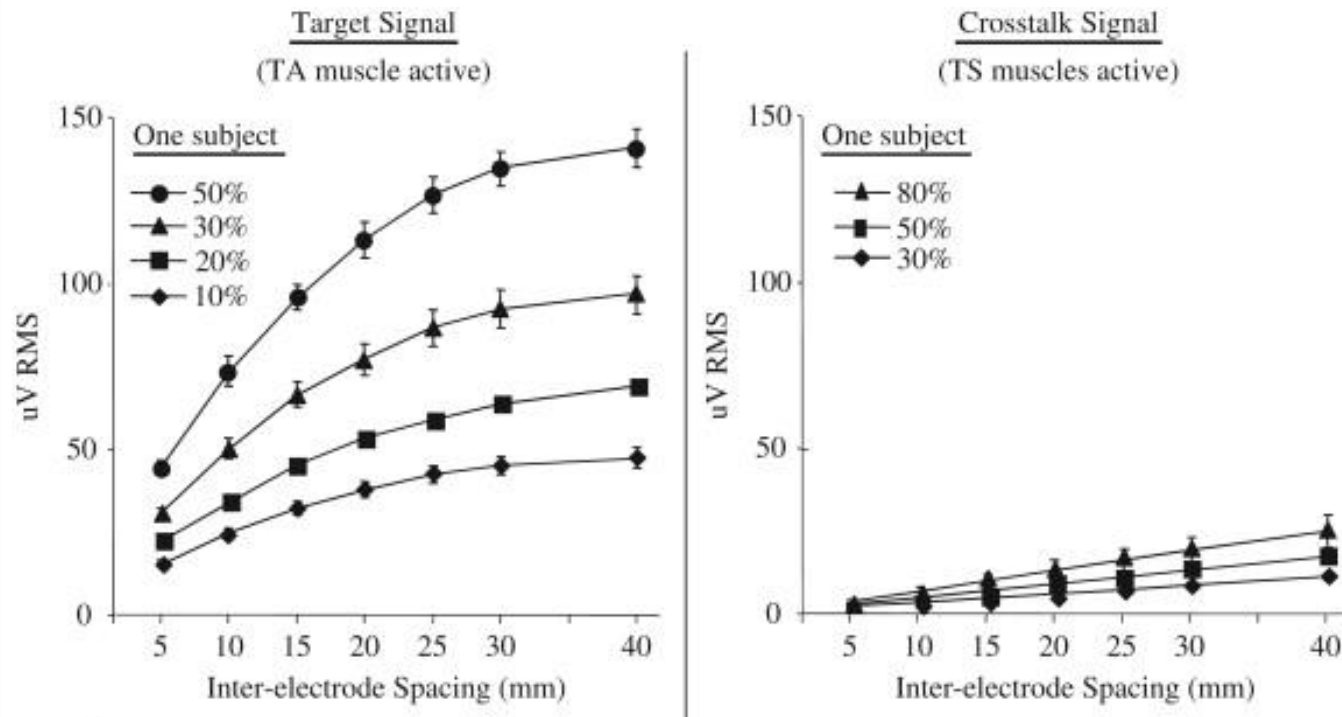 Target Signal
(TA muscle active)
150
One subject
50%
30%
20%
10%
100
50
0
uV RMS
5 10 15 20 25 30 40
Inter-electrode Spacing (mm)
Crosstalk Signal
(TS muscles active)
150
One subject
80%
50%
30%
100
50
0
uV RMS
5 10 15 20 25 30 40
Inter-electrode Spacing (mm)